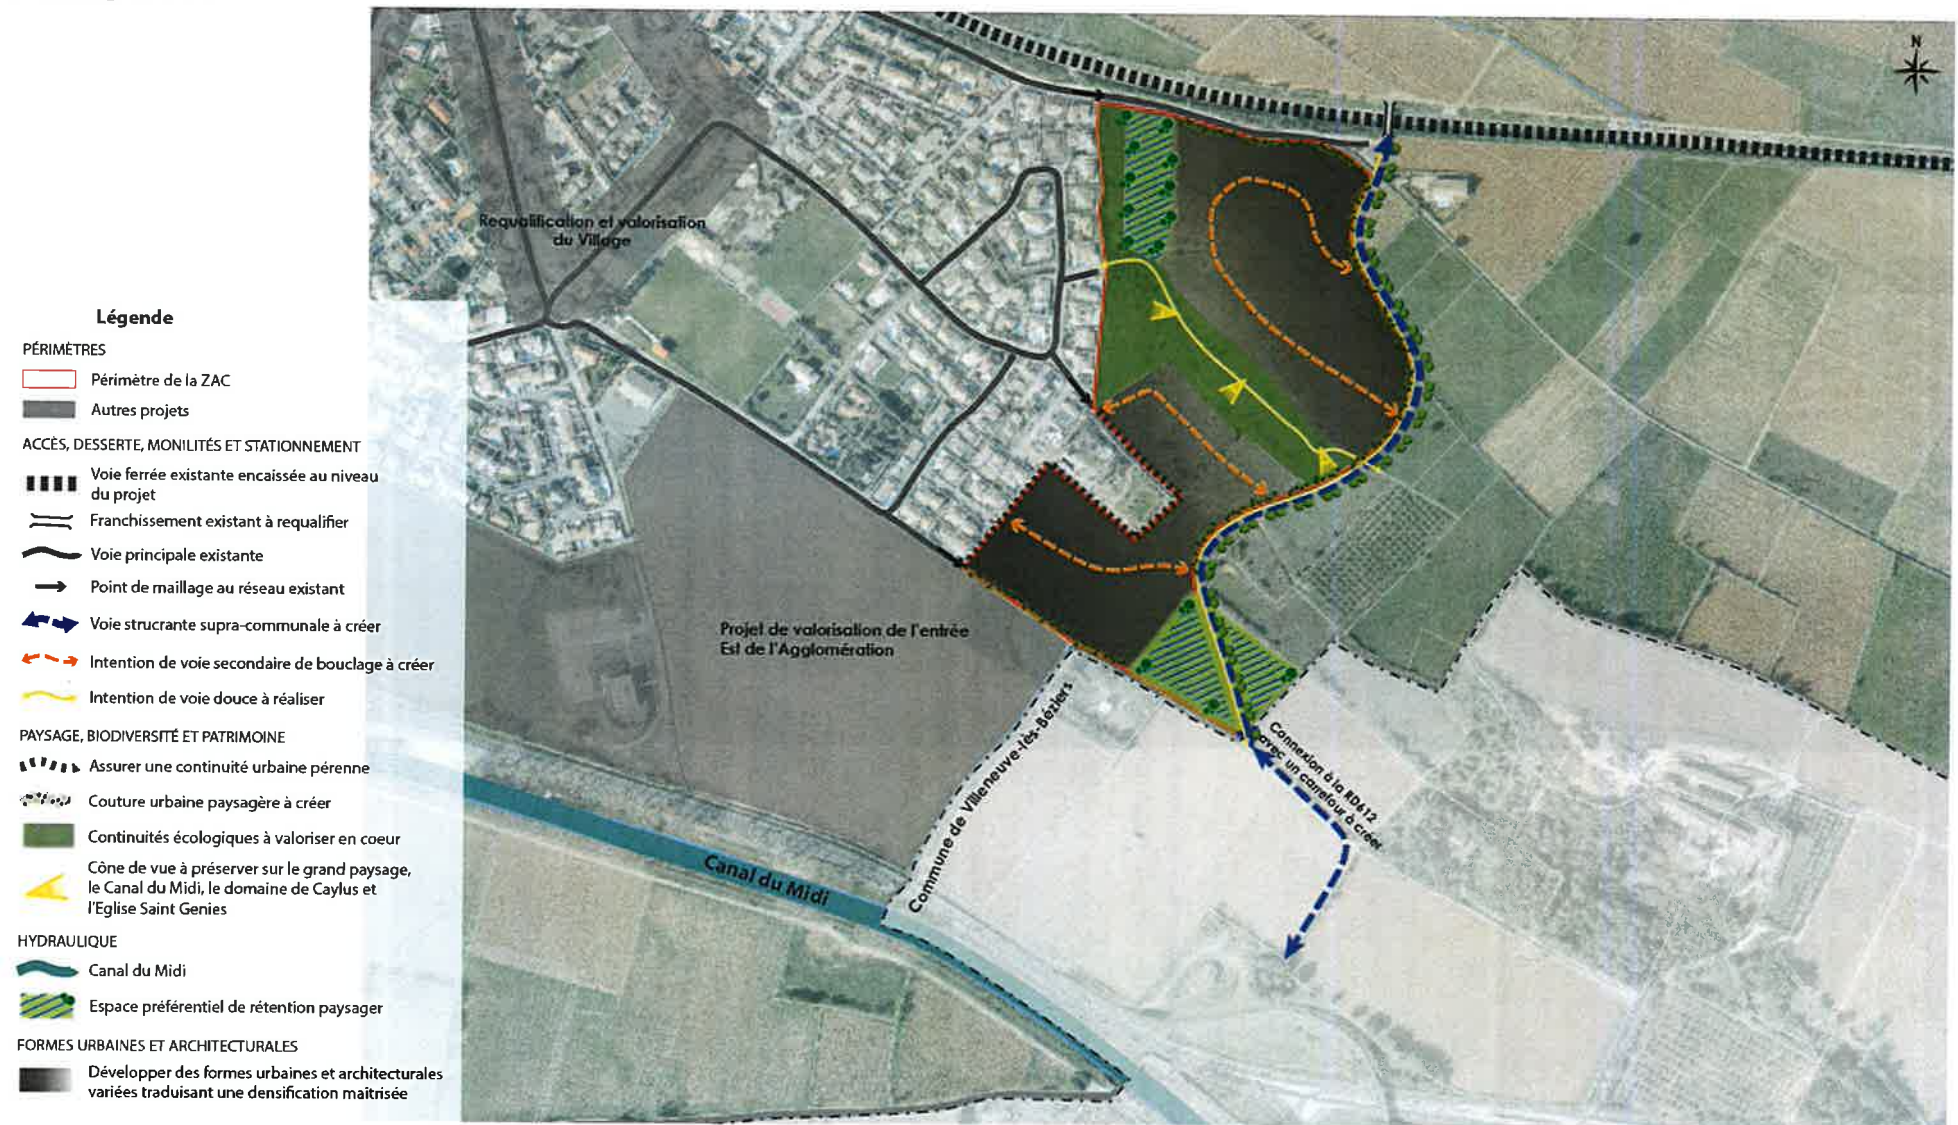 N
Requalification et valorisation
du Village
Légende
PÉRIMÈTRES
Périmètre de la ZAC
Autres projets
ACCÈS, DESSERTE, MONILITÉS ET STATIONNEMENT
Voie ferrée existante encaissée au niveau
du projet
Franchissement existant à requalifier
Voie principale existante
Point de maillage au réseau existant
Voie strucrante supra-communale à créer
Intention de voie secondaire de bouclage à créer
Intention de voie douce à réaliser
PAYSAGE, BIODIVERSITÉ ET PATRIMOINE
Assurer une continuité urbaine pérenne
Couture urbaine paysagère à créer
Continuités écologiques à valoriser en coeur
Cône de vue à préserver sur le grand paysage,
le Canal du Midi, le domaine de Caylus et
l'Eglise Saint Genies
HYDRAULIQUE
Canal du Midi
Espace préférentiel de rétention paysager
FORMES URBAINES ET ARCHITECTURALES
Développer des formes urbaines et architecturales
variées traduisant une densification maîtrisée
Projet de valorisation de l'entrée
Est de l'Agglomération
Commune de Villeneuve-lès-Béziers
Connexion à la RD612
avec un carrefour à créer
Canal du Midi